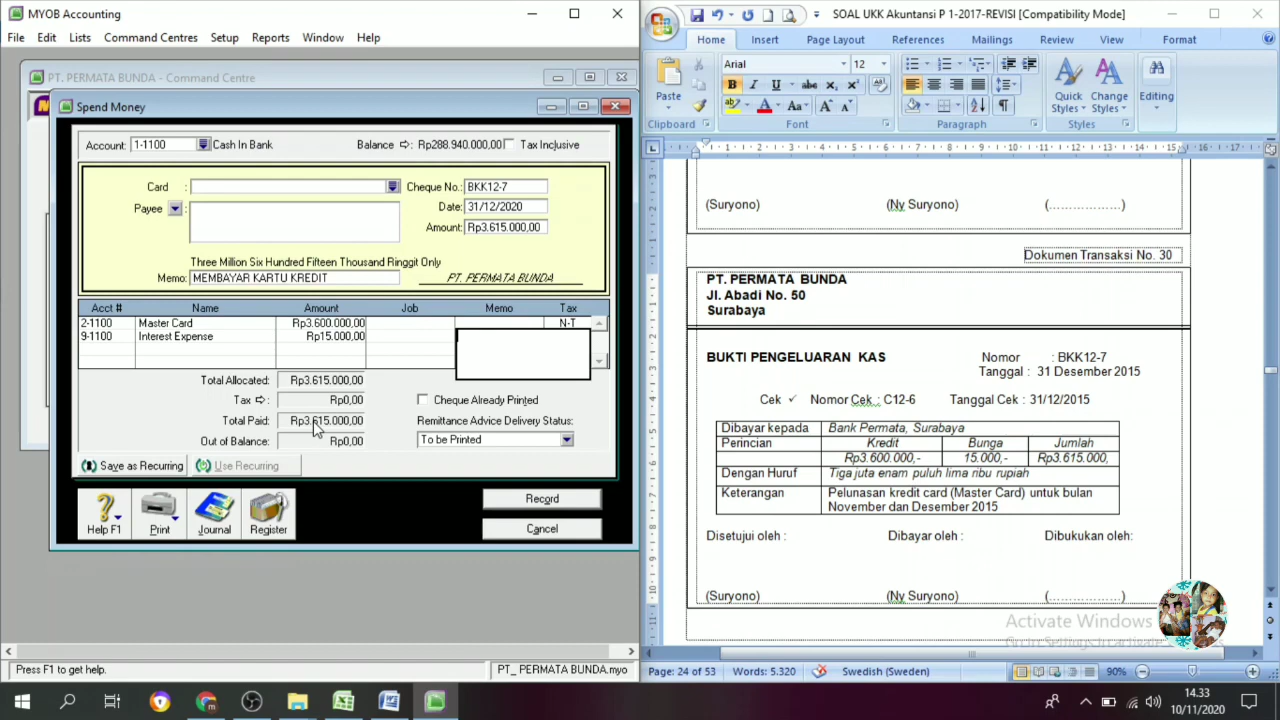 MYOB Accounting
File Edit Lists Command Centres Setup Reports Window Help
PT. PERMATA BUNDA - Command Centre
Spend Money
Account: 1-1100 Cash In Bank Balance Rp288.940.000,00 Tax Inclusive
Card : Cheque No.: BKK12-7
Payee : Date: 31/12/2020
Amount: Rp3.615.000,00
Three Million Six Hundred Fifteen Thousand Ringgit Only
Memo: MEMBAYAR KARTU KREDIT PT. PERMATA BUNDA
Acct # Name Amount Job Memo Tax
2-1100 Master Card Rp3.600.000,00 N-T
9-1100 Interest Expense Rp15.000,00
Total Allocated: Rp3.615.000,00
Tax : Rp0,00 Cheque Already Printed
Total Paid: Rp3.615.000,00 Remittance Advice Delivery Status:
Out of Balance: Rp0,00 To be Printed
Save as Recurring Use Recurring
Help F1 Print Journal Register
Record
Cancel
Press F1 to get help. PT_ PERMATA BUNDA.myo
SOAL UKK Akuntansi P 1-2017-REVISI [Compatibility Mode]
Home Insert Page Layout References Mailings Review View Format
Paste
Arial 12
Quick Styles
Change Styles
Editing
Clipboard Font Paragraph Styles
(Suryono) (Ny Suryono) (................)
Dokumen Transaksi No. 30
PT. PERMATA BUNDA
Jl. Abadi No. 50
Surabaya
BUKTI PENGELUARAN KAS Nomor : BKK12-7
Tanggal : 31 Desember 2015
Cek ✓ Nomor Cek : C12-6 Tanggal Cek : 31/12/2015
Dibayar kepada Bank Permata, Surabaya
Perincian Kredit Bunga Jumlah
Rp3.600.000,- 15.000,- Rp3.615.000,
Dengan Huruf Tiga juta enam puluh lima ribu rupiah
Keterangan Pelunasan kredit card (Master Card) untuk bulan
November dan Desember 2015
Disetujui oleh : Dibayar oleh : Dibukukan oleh:
(Suryono) (Ny Suryono) (................)
Activate Windows
Page: 24 of 53 Words: 5.320 Swedish (Sweden) 90%
14.33
10/11/2020